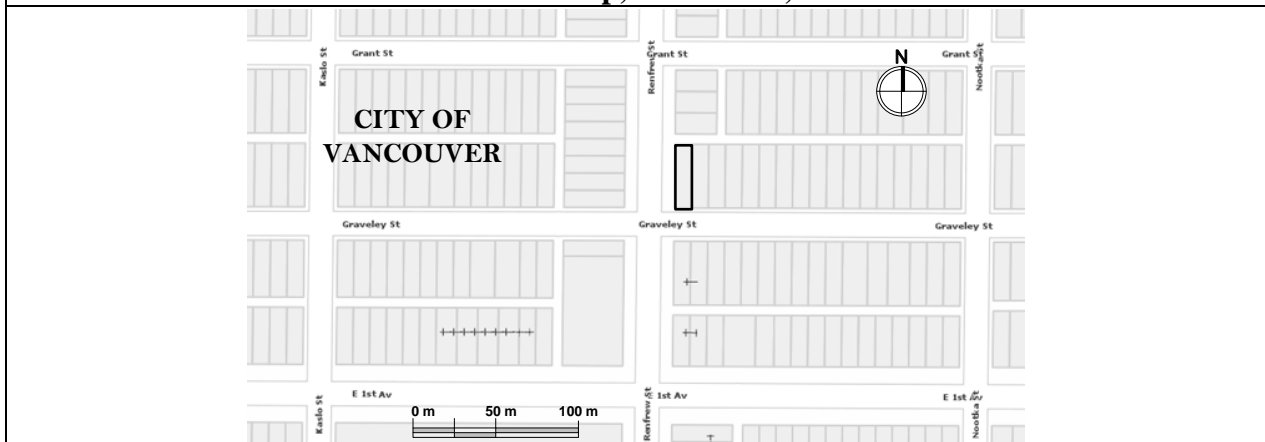 Grant St
Grant St
Grant St
N
Kaslo St
Renfrew St
Nootka St
CITY OF
VANCOUVER
Graveley St
Graveley St
Graveley St
E 1st Av
E 1st Av
E 1st Av
0 m 50 m 100 m
Kaslo St
Renfrew St
Nootka St